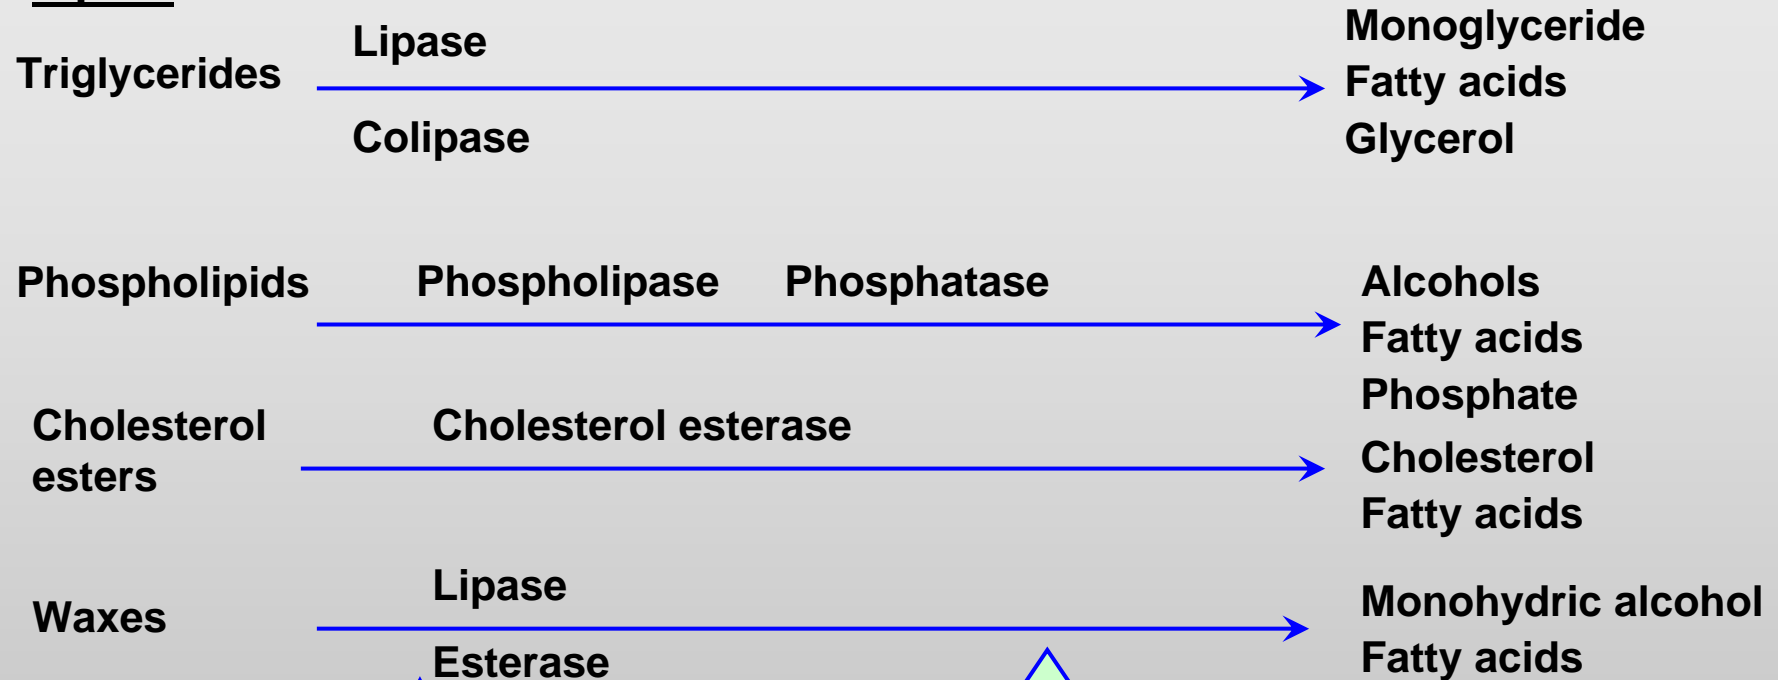 Lipase
Monoglyceride
Triglycerides
Fatty acids
Colipase
Glycerol
Phospholipids Phospholipase Phosphatase Alcohols
Fatty acids
Phosphate
Cholesterol Cholesterol esterase
esters
Cholesterol
Fatty acids
Lipase
Waxes
Monohydric alcohol
Esterase
Fatty acids